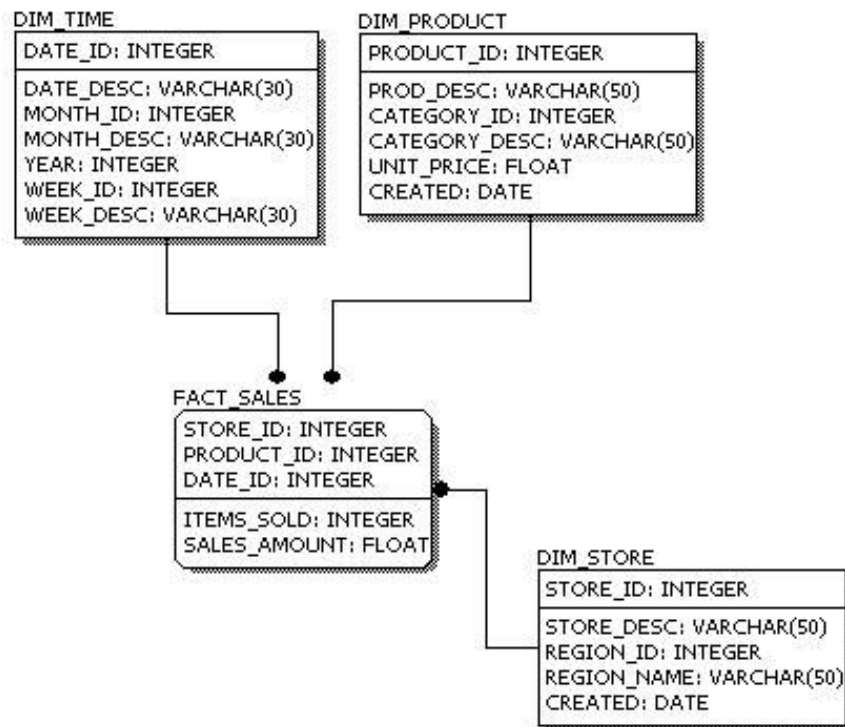 DIM_TIME
DATE_ID: INTEGER
DATE_DESC: VARCHAR(30)
MONTH_ID: INTEGER
MONTH_DESC: VARCHAR(30)
YEAR: INTEGER
WEEK_ID: INTEGER
WEEK_DESC: VARCHAR(30)
DIM_PRODUCT
PRODUCT_ID: INTEGER
PROD_DESC: VARCHAR(50)
CATEGORY_ID: INTEGER
CATEGORY_DESC: VARCHAR(50)
UNIT_PRICE: FLOAT
CREATED: DATE
FACT_SALES
STORE_ID: INTEGER
PRODUCT_ID: INTEGER
DATE_ID: INTEGER
ITEMS_SOLD: INTEGER
SALES_AMOUNT: FLOAT
DIM_STORE
STORE_ID: INTEGER
STORE_DESC: VARCHAR(50)
REGION_ID: INTEGER
REGION_NAME: VARCHAR(50)
CREATED: DATE